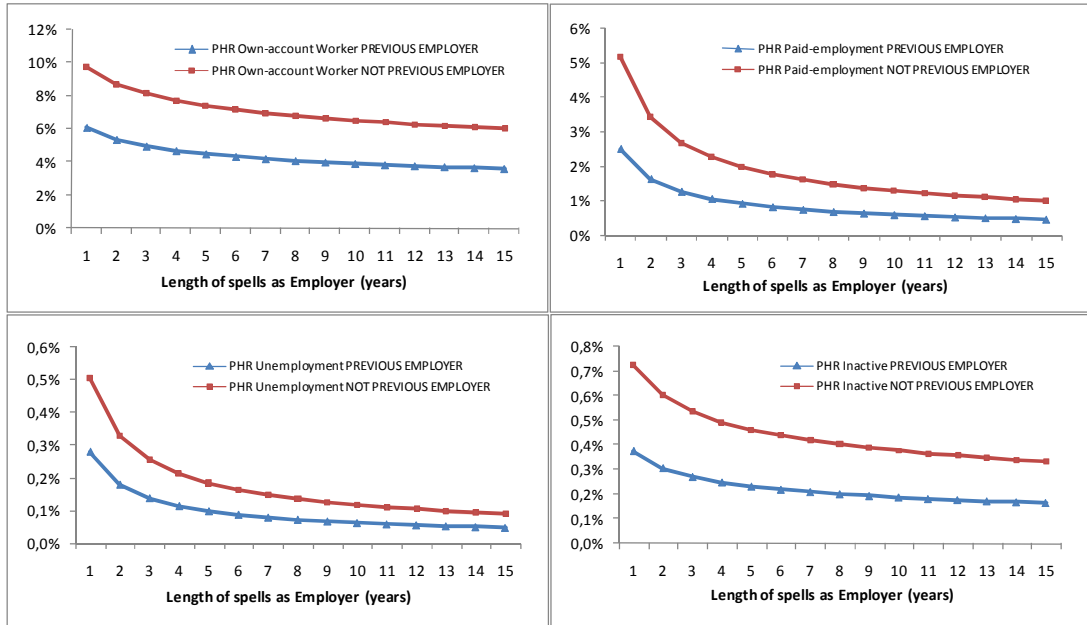 12%
10%
8%
6%
4%
2%
0%
PHR Own-account Worker PREVIOUS EMPLOYER
PHR Own-account Worker NOT PREVIOUS EMPLOYER
1 2 3 4 5 6 7 8 9 10 11 12 13 14 15
Length of spells as Employer (years)
6%
5%
4%
3%
2%
1%
0%
PHR Paid-employment PREVIOUS EMPLOYER
PHR Paid-employment NOT PREVIOUS EMPLOYER
1 2 3 4 5 6 7 8 9 10 11 12 13 14 15
Length of spells as Employer (years)
0,6%
0,5%
0,4%
0,3%
0,2%
0,1%
0,0%
PHR Unemployment PREVIOUS EMPLOYER
PHR Unemployment NOT PREVIOUS EMPLOYER
1 2 3 4 5 6 7 8 9 10 11 12 13 14 15
Length of spells as Employer (years)
0,8%
0,7%
0,6%
0,5%
0,4%
0,3%
0,2%
0,1%
0,0%
PHR Inactive PREVIOUS EMPLOYER
PHR Inactive NOT PREVIOUS EMPLOYER
1 2 3 4 5 6 7 8 9 10 11 12 13 14 15
Length of spells as Employer (years)